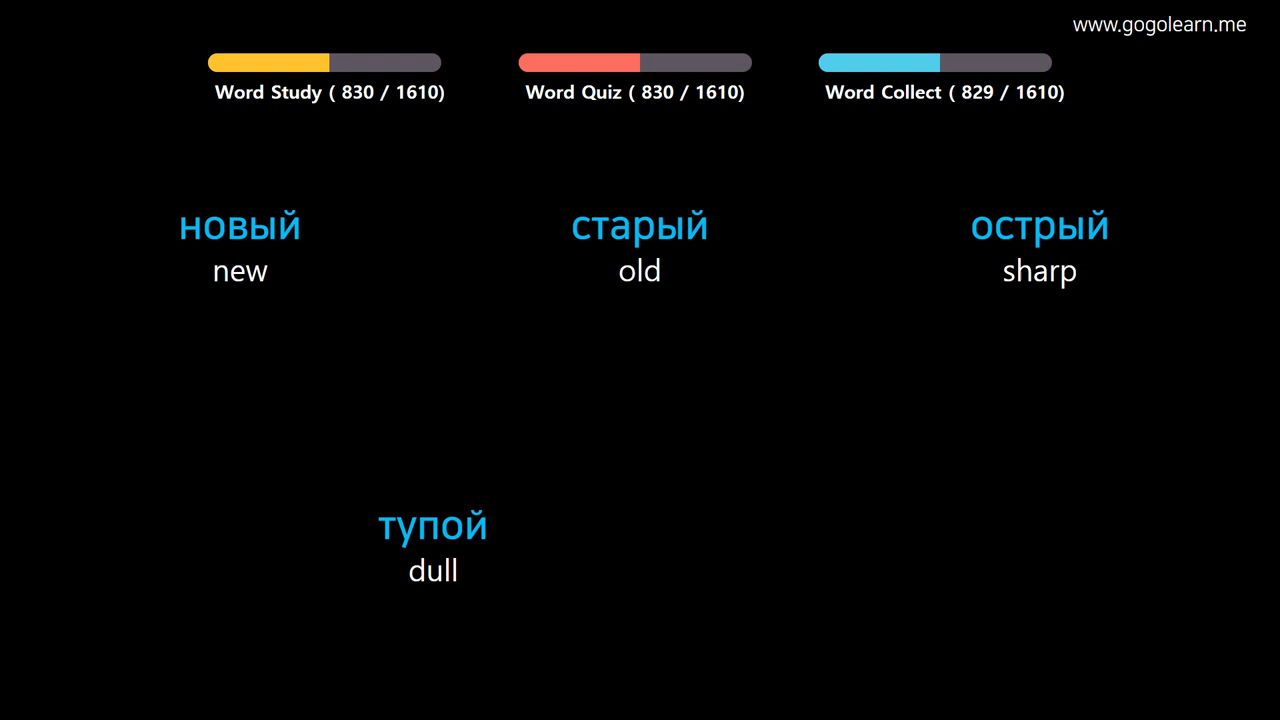 www.gogolearn.me
Word Study ( 830 / 1610)
Word Quiz ( 830 / 1610)
Word Collect ( 829 / 1610)
новый
new
старый
old
острый
sharp
тупой
dull